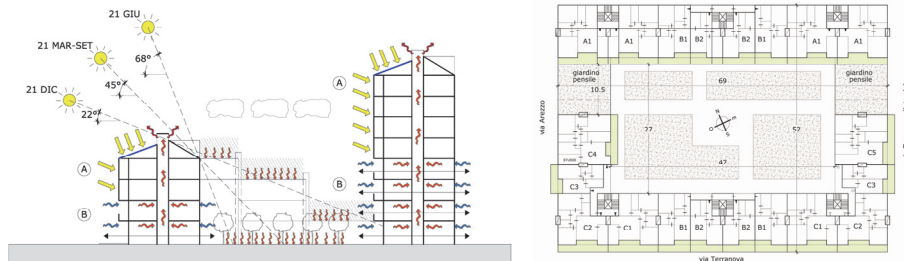 21 GIU
21 MAR-SET
68°
45°
21 DIC
22°
A
B
A
B
A1
A1
B1
B2
B2
B1
A1
A1
giardino
pensile
10.5
69
giardino
pensile
via Arezzo
N
E
S
O
27
52
47
C4
STUDIO
C3
C5
C3
C2
C1
B1
B2
B2
B1
C1
C2
via Terranova